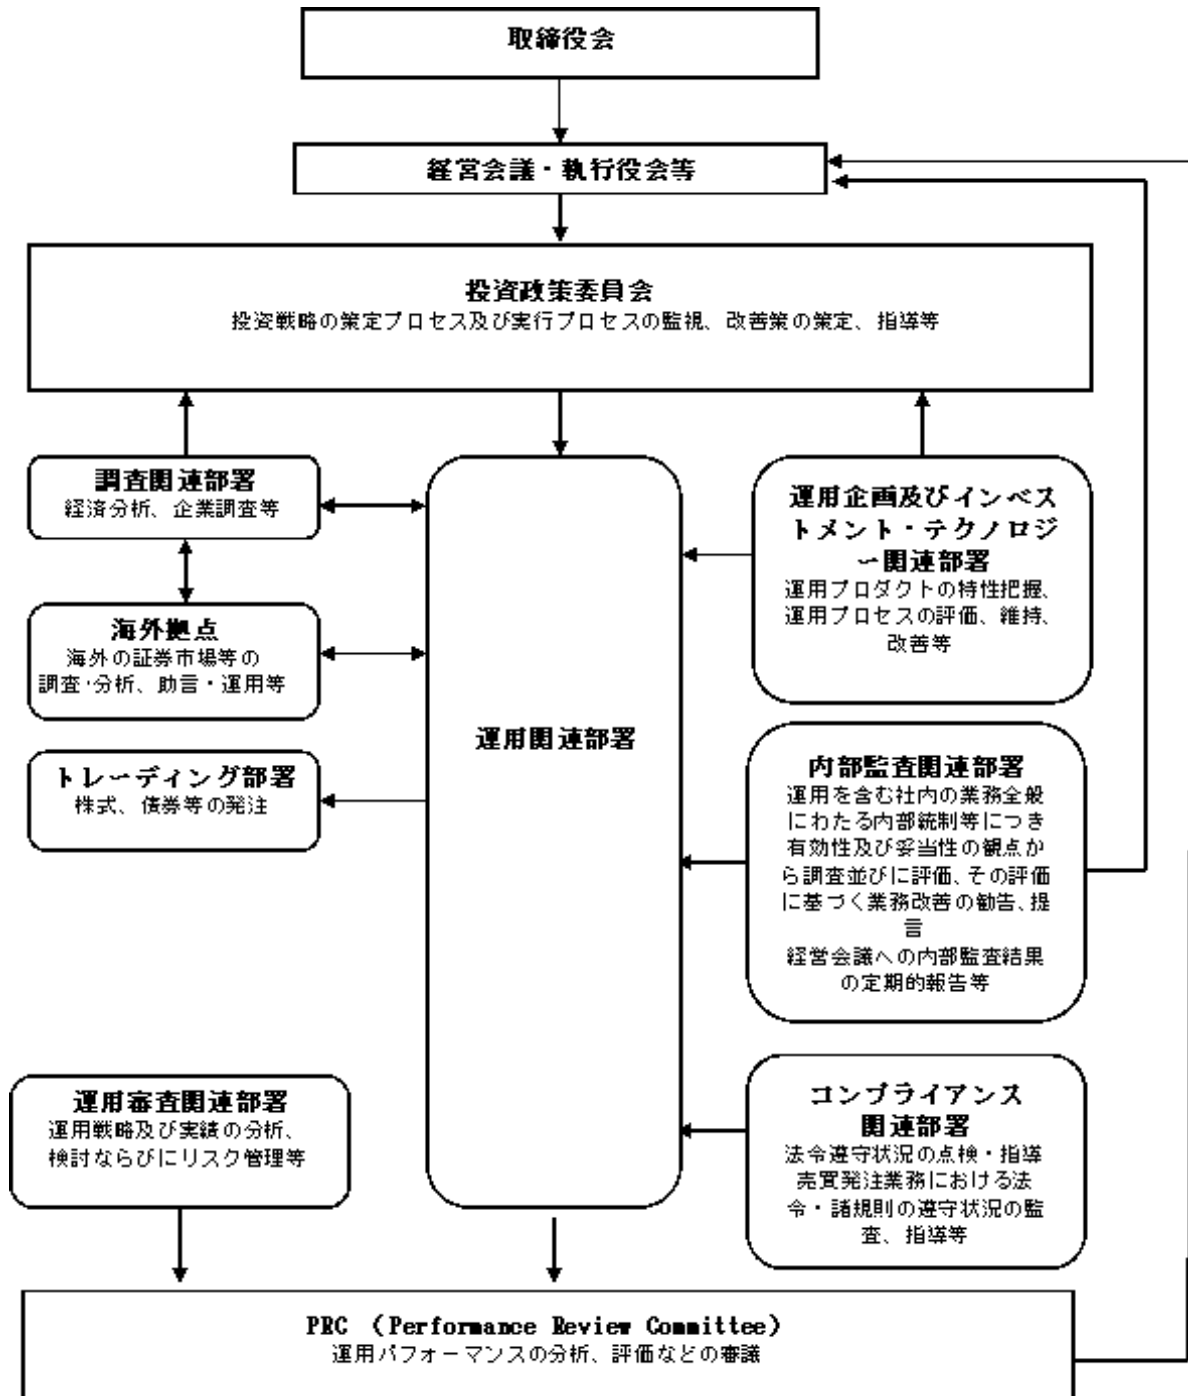 取締役会
経営会議・執行役会等
投資政策委員会
投資戦略の策定プロセス及び実行プロセスの監視、改善策の策定、指導等
調査関連部署
経済分析、企業調査等
海外拠点
海外の証券市場等の
調査・分析、助言・運用等
トレーディング部署
株式、債券等の発注
運用関連部署
運用企画及びインベス
トメント・テクノロジ
ー関連部署
運用プロダクトの特性把握、
運用プロセスの評価、維持、
改善等
内部監査関連部署
運用を含む社内の業務全般
にわたる内部統制等につき
有効性及び妥当性の観点か
ら調査並びに評価、その評価
に基づく業務改善の勧告、提
言
経営会議への内部監査結果
の定期的報告等
運用審査関連部署
運用戦略及び実績の分析、
検討ならびにリスク管理等
コンプライアンス
関連部署
法令遵守状況の点検・指導
売買発注業務における法
令・諸規則の遵守状況の監
査、指導等
PRC （Performance Review Committee）
運用パフォーマンスの分析、評価などの審議